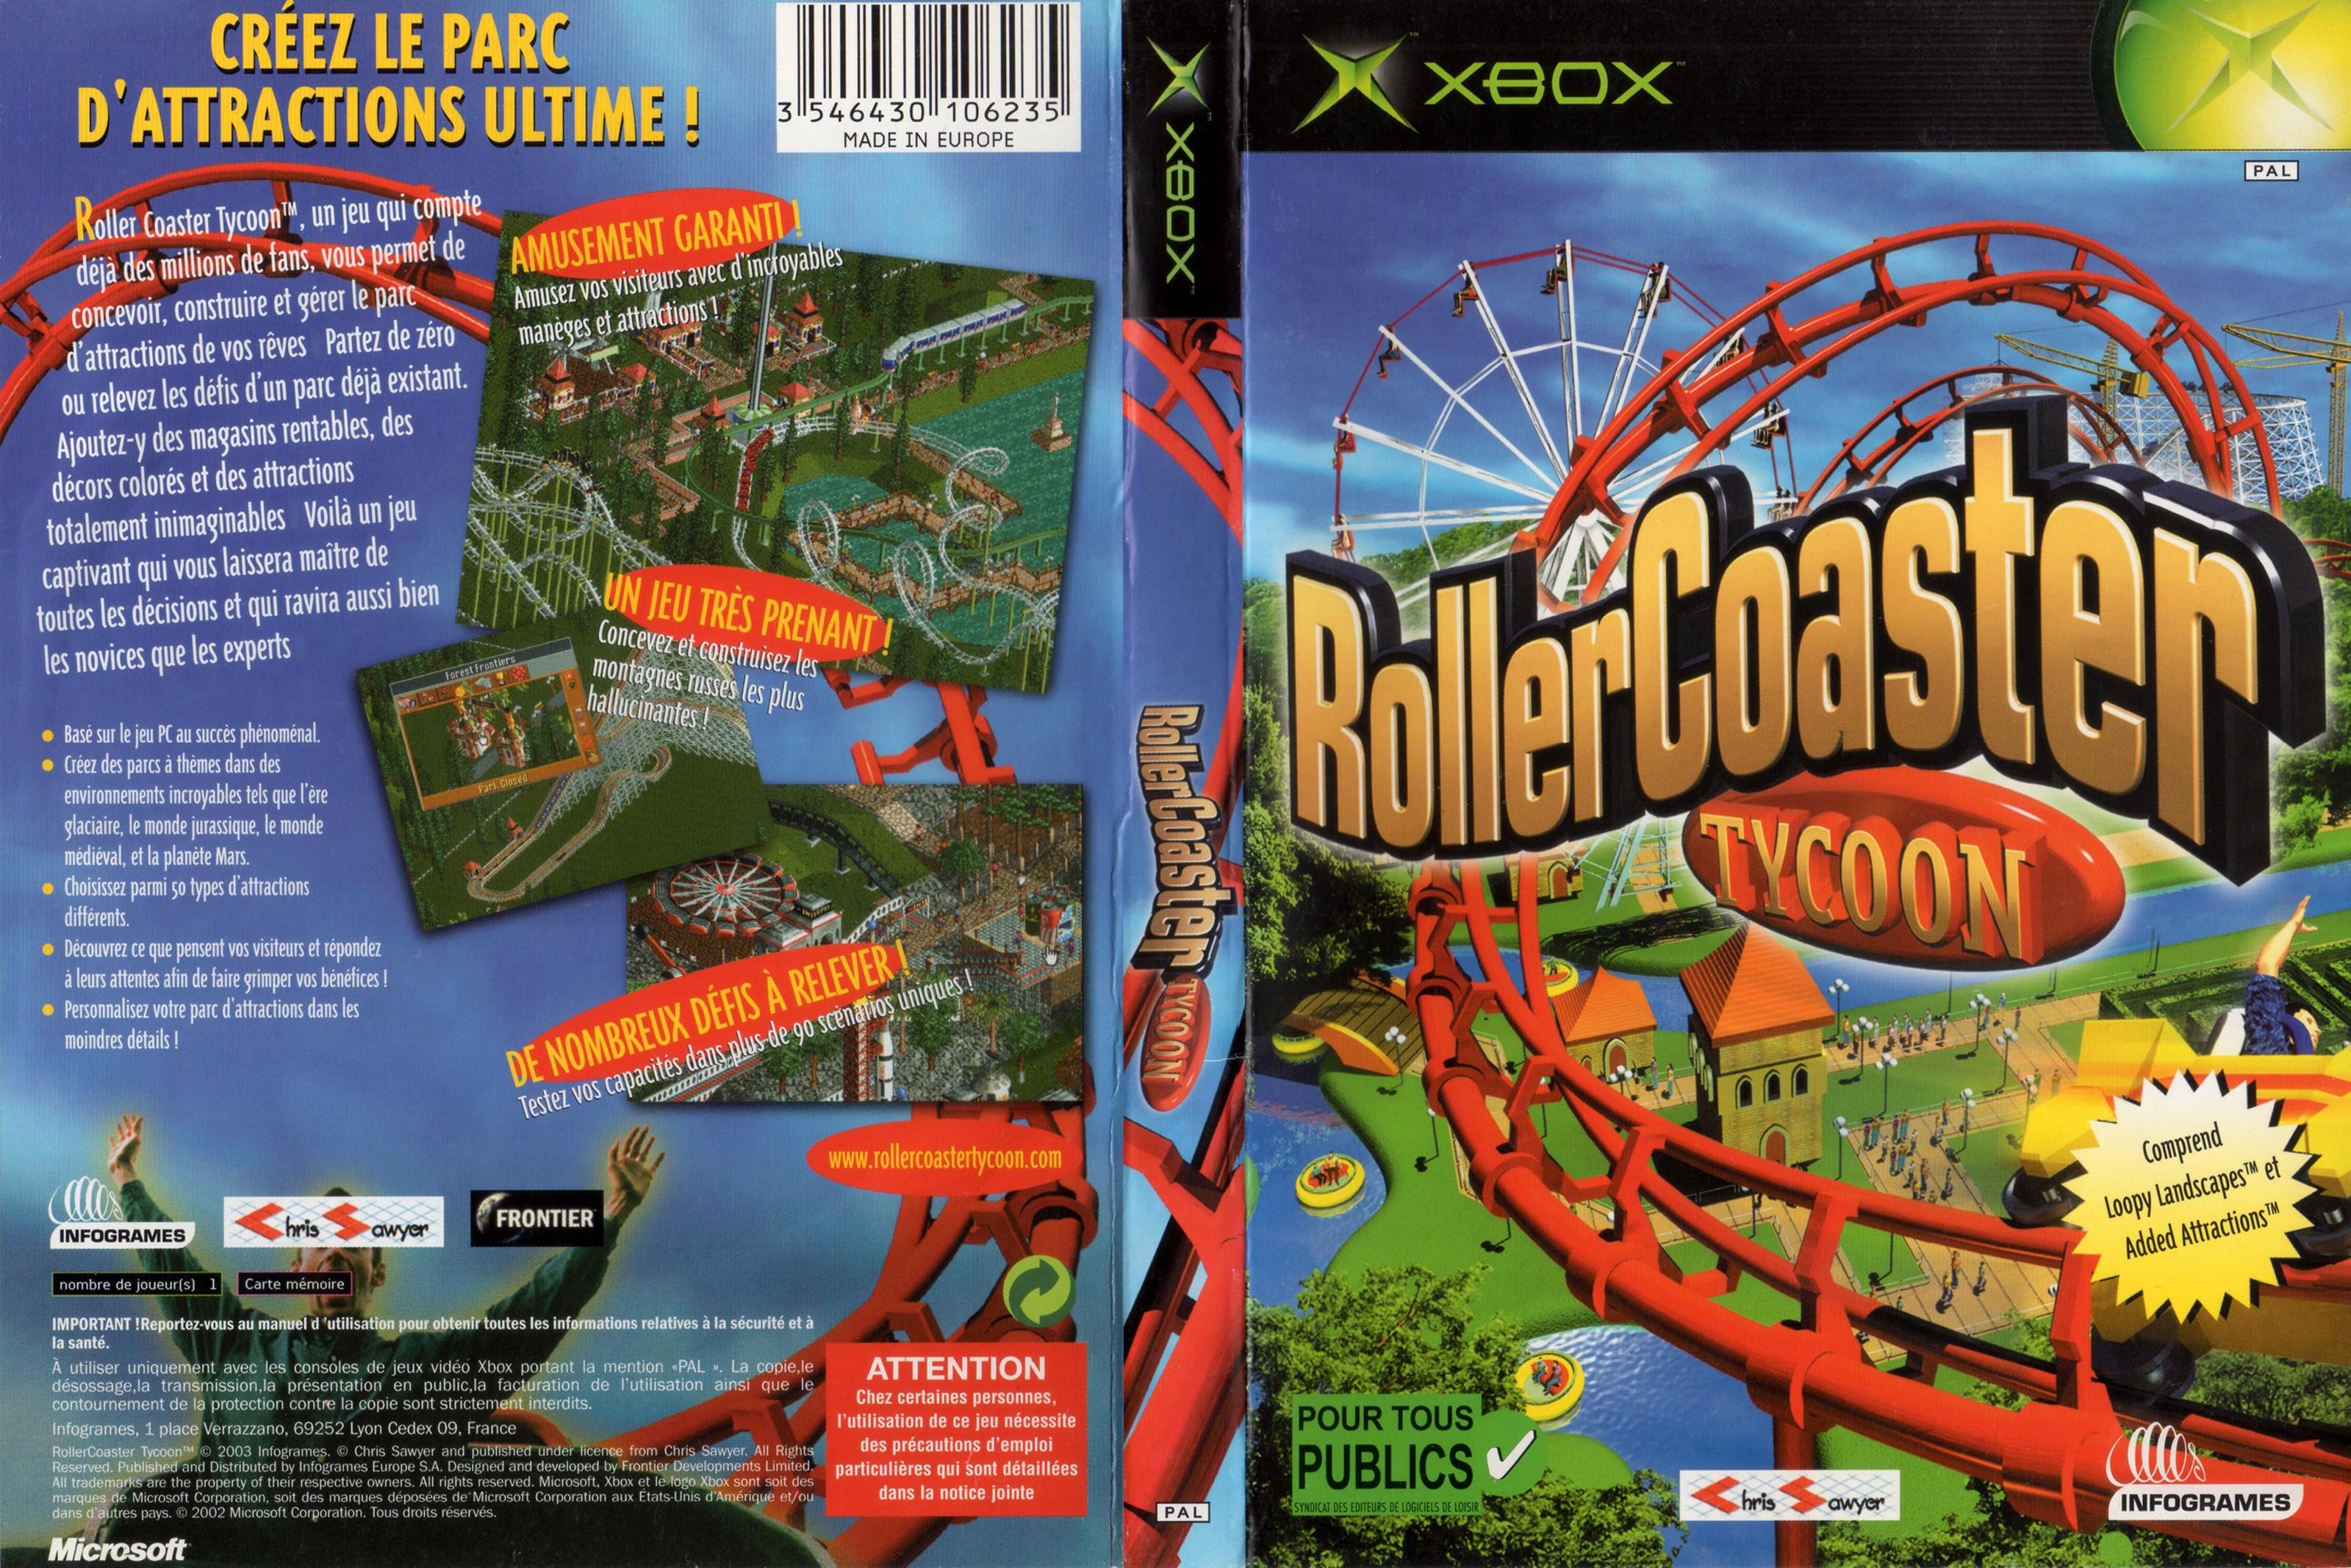 CRÉEZ LE PARC
D'ATTRACTIONS ULTIME !
3 546430 106235
MADE IN EUROPE
Roller Coaster Tycoon™, un jeu qui compte
déjà des millions de fans, vous permet de
concevoir, construire et gérer le parc
d'attractions de vos rêves Partez de zéro
ou relevez les défis d'un parc déjà existant.
Ajoutez-y des magasins rentables, des
décors colorés et des attractions
totalement inimaginables Voilà un jeu
captivant qui vous laissera maître de
toutes les décisions et qui ravira aussi bien
les novices que les experts
AMUSEMENT GARANTI !
Amusez vos visiteurs avec d'incroyables
manèges et attractions !
UN JEU TRÈS PRENANT !
Concevez et construisez les
montagnes russes les plus
hallucinantes !
Forest Frontiers
Park Closed
Basé sur le jeu PC au succès phénoménal.
Créez des parcs à thèmes dans des
environnements incroyables tels que l'ère
glaciaire, le monde jurassique, le monde
médiéval, et la planète Mars.
Choisissez parmi 50 types d'attractions
différents.
Découvrez ce que pensent vos visiteurs et répondez
à leurs attentes afin de faire grimper vos bénéfices !
Personnalisez votre parc d'attractions dans les
moindres détails !
DE NOMBREUX DÉFIS À RELEVER !
Testez vos capacités dans plus de 90 scénarios uniques !
www.rollercoastertycoon.com
INFOGRAMES
Chris Sawyer
FRONTIER
nombre de joueur(s) 1
Carte mémoire
IMPORTANT !Reportez-vous au manuel d'utilisation pour obtenir toutes les informations relatives à la sécurité et à
la santé.
À utiliser uniquement avec les consoles de jeux vidéo Xbox portant la mention «PAL ». La copie,le
désossage,la transmission,la présentation en public,la facturation de l'utilisation ainsi que le
contournement de la protection contre la copie sont strictement interdits.
Infogrames, 1 place Verrazzano, 69252 Lyon Cedex 09, France
RollerCoaster Tycoon™ © 2003 Infogrames. © Chris Sawyer and published under licence from Chris Sawyer. All Rights
Reserved. Published and Distributed by Infogrames Europe S.A. Designed and developed by Frontier Developments Limited.
All trademarks are the property of their respective owners. All rights reserved. Microsoft, Xbox et le logo Xbox sont soit des
marques de Microsoft Corporation, soit des marques déposées de Microsoft Corporation aux États-Unis d'Amérique et/ou
dans d'autres pays. © 2002 Microsoft Corporation. Tous droits réservés.
Microsoft
ATTENTION
Chez certaines personnes,
l'utilisation de ce jeu nécessite
des précautions d'emploi
particulières qui sont détaillées
dans la notice jointe
XBOX™
RollerCoaster TYCOON
PAL
XBOX™
PAL
RollerCoaster
TYCOON
Comprend
Loopy Landscapes™ et
Added Attractions™
POUR TOUS
PUBLICS
SYNDICAT DES EDITEURS DE LOGICIELS DE LOISIR
Chris Sawyer
INFOGRAMES